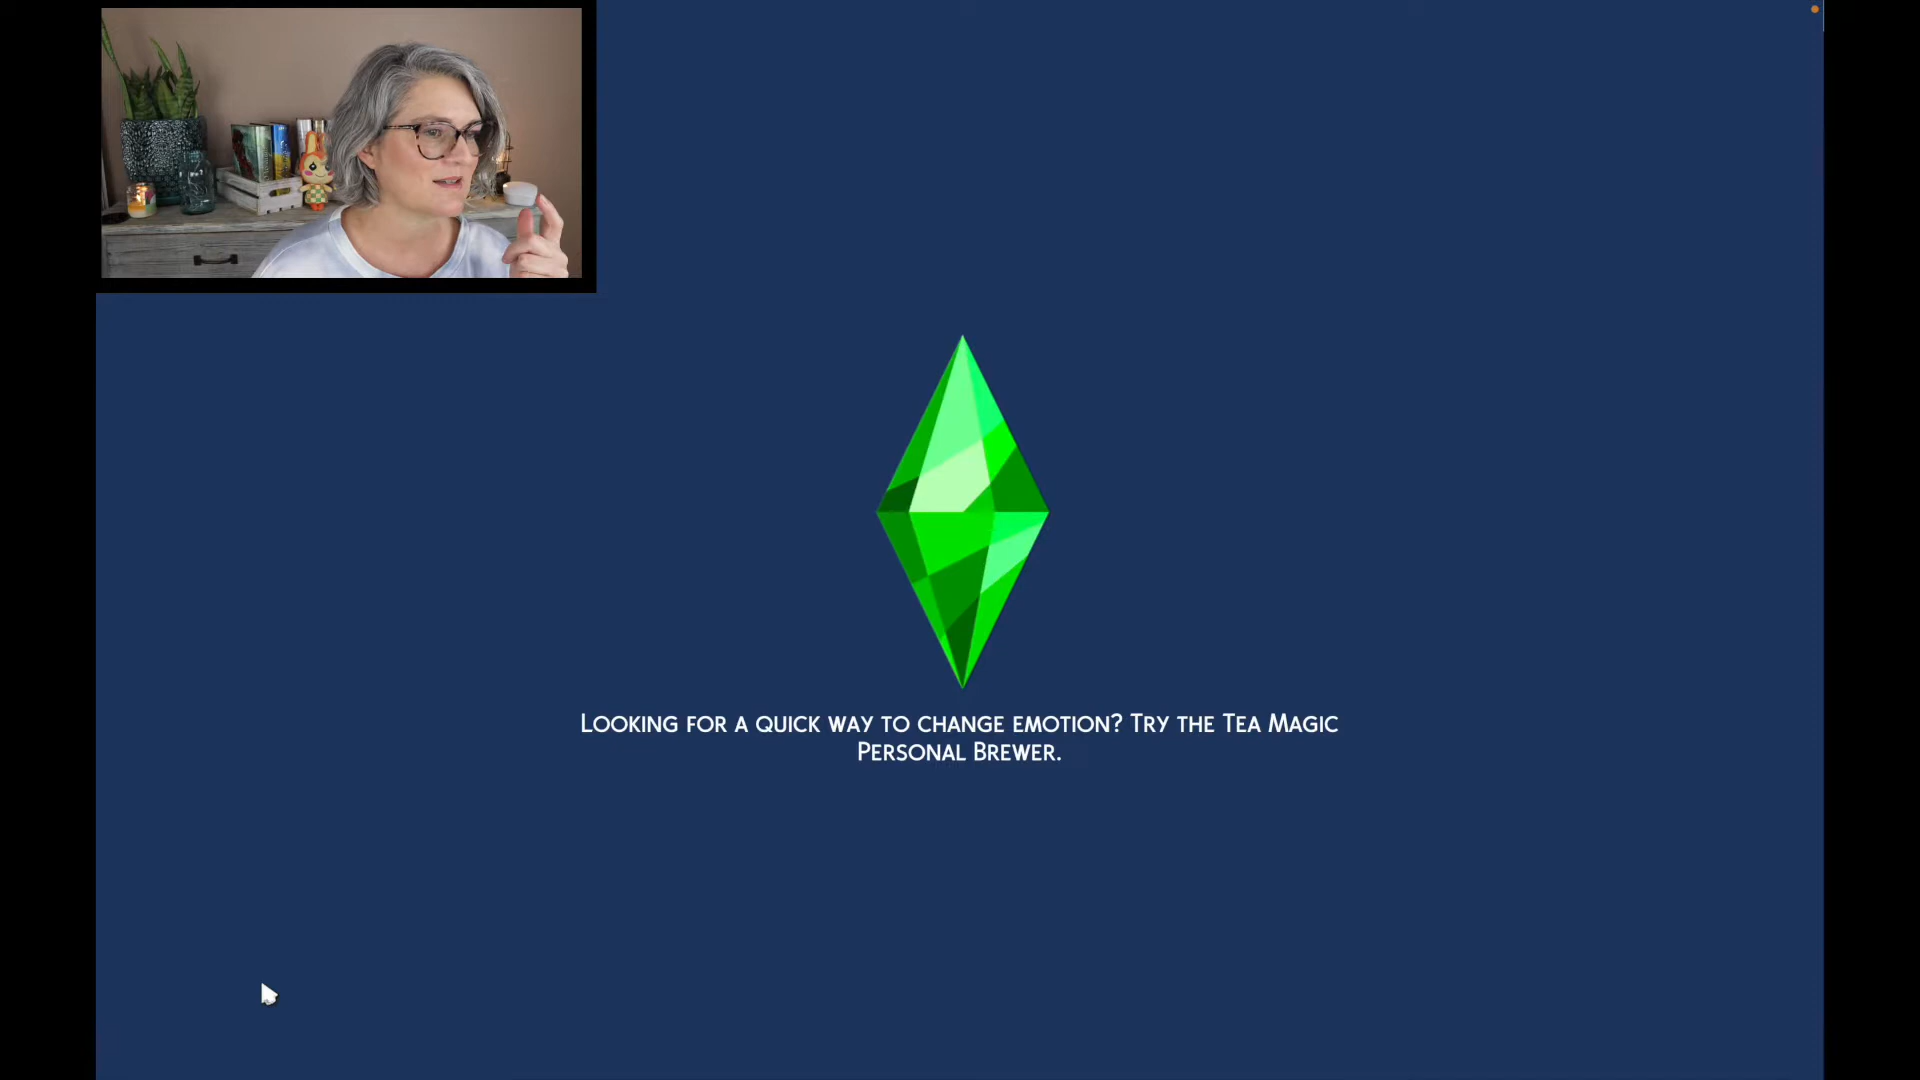 Looking for a quick way to change emotion? Try the Tea Magic
Personal Brewer.